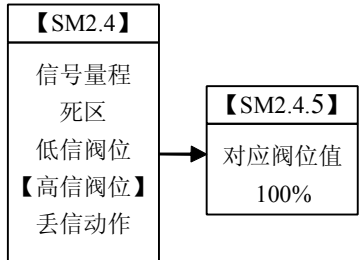 【SM2.4】
信号量程
死区
低信阀位
【高信阀位】
丢信动作
【SM2.4.5】
对应阀位值
100%